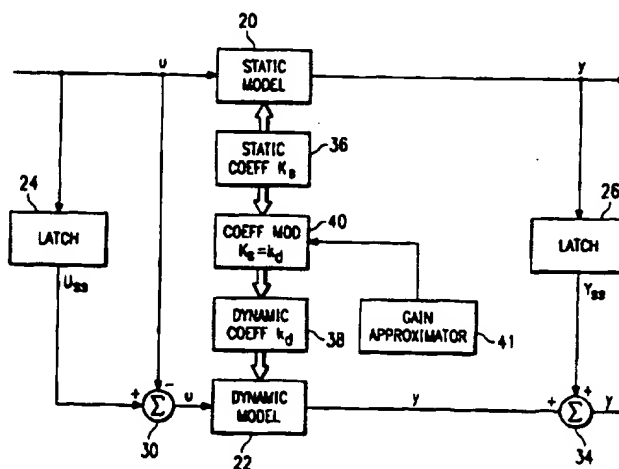 20
u
STATIC
MODEL
y
STATIC
COEFF Ks
36
24
LATCH
Uss
COEFF MOD
Ks=kd
40
26
LATCH
Yss
DYNAMIC
COEFF kd
38
GAIN
APPROXIMATOR
41
+
−
Σ
30
u
DYNAMIC
MODEL
22
y
+
+
Σ
34
y